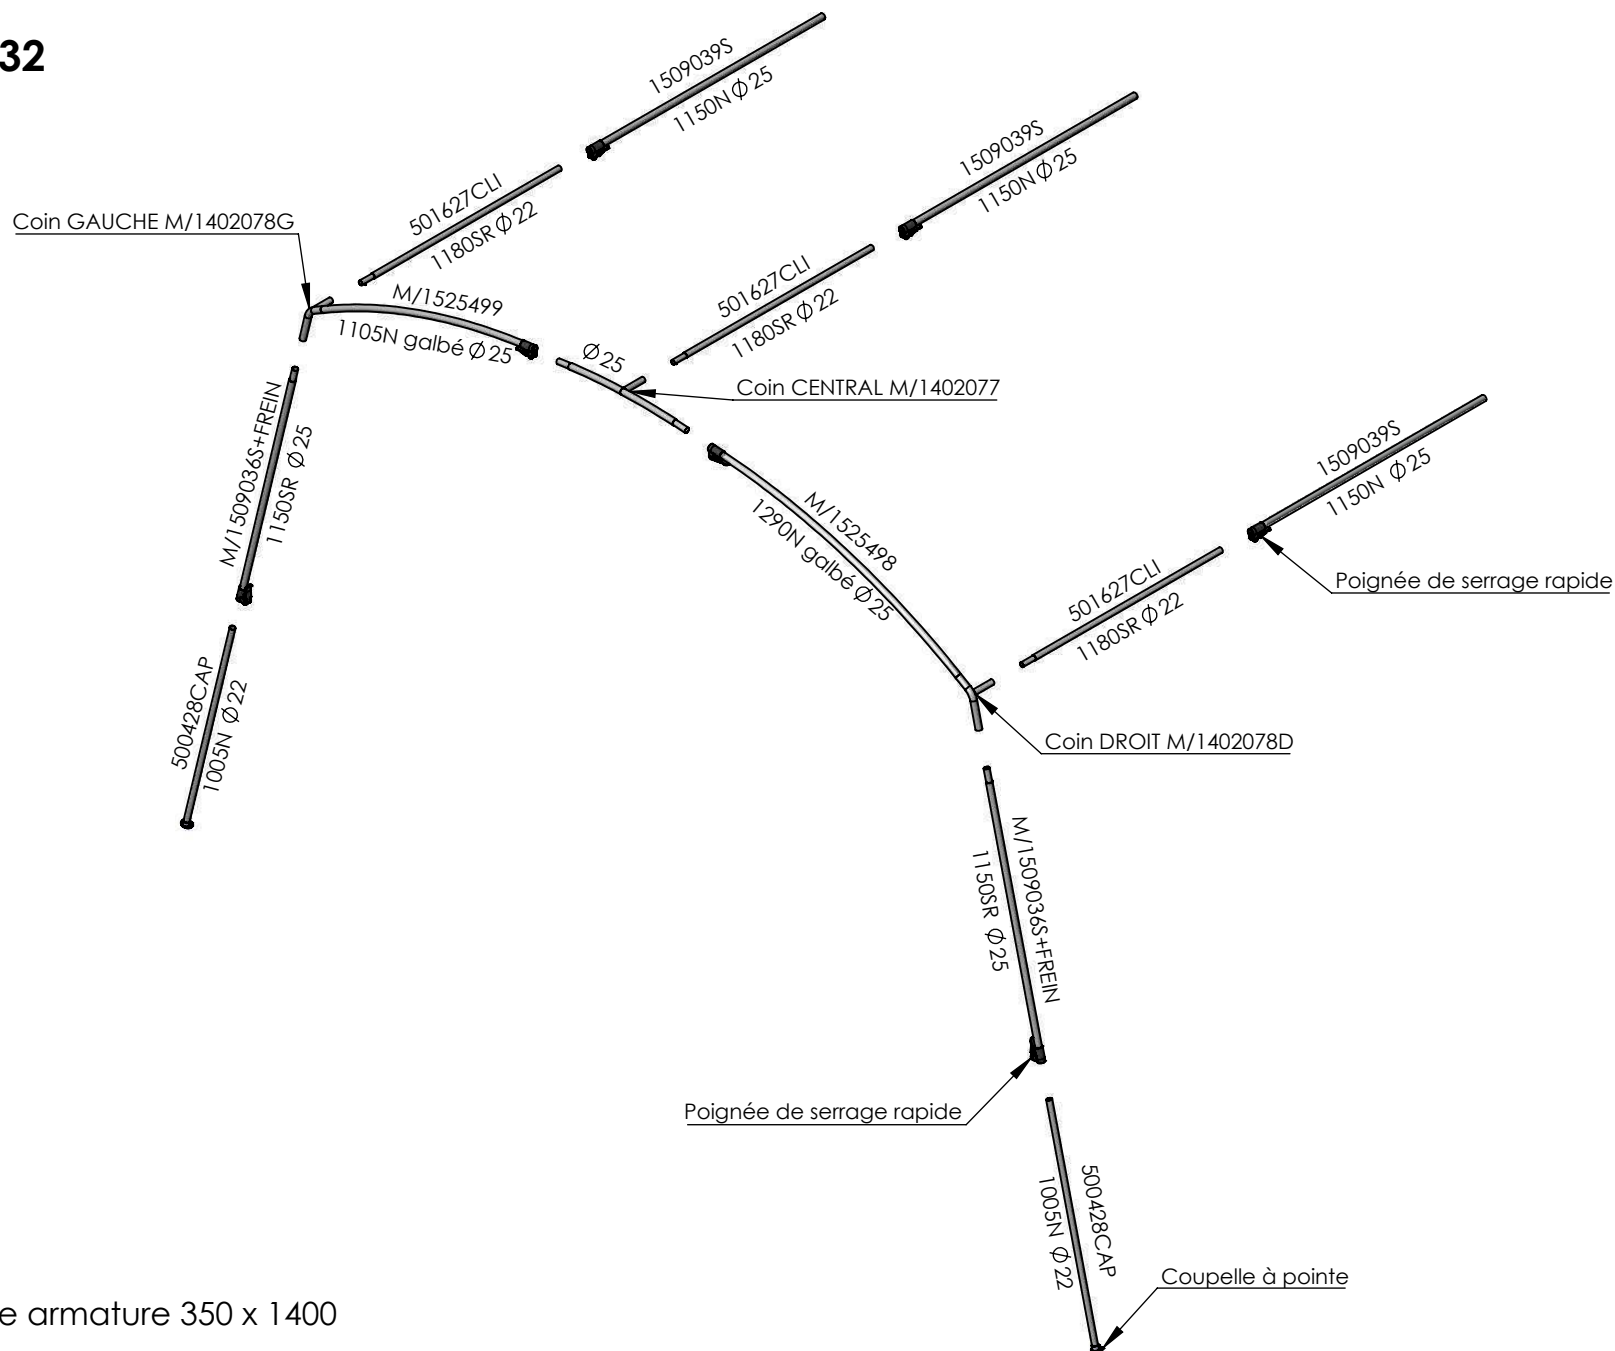 32
1509039S
1150N Ø25
1509039S
1150N Ø25
501627CLI
1180SR Ø22
Coin GAUCHE M/1402078G
501627CLI
1180SR Ø22
M/1525499
1105N galbé Ø25
Ø25
Coin CENTRAL M/1402077
M/1509036S+FREIN
1150SR Ø25
1509039S
1150N Ø25
M/1525498
1290N galbé Ø25
Poignée de serrage rapide
501627CLI
1180SR Ø22
500428CAP
1005N Ø22
Coin DROIT M/1402078D
M/1509036S+FREIN
1150SR Ø25
Poignée de serrage rapide
500428CAP
1005N Ø22
Coupelle à pointe
e armature 350 x 1400